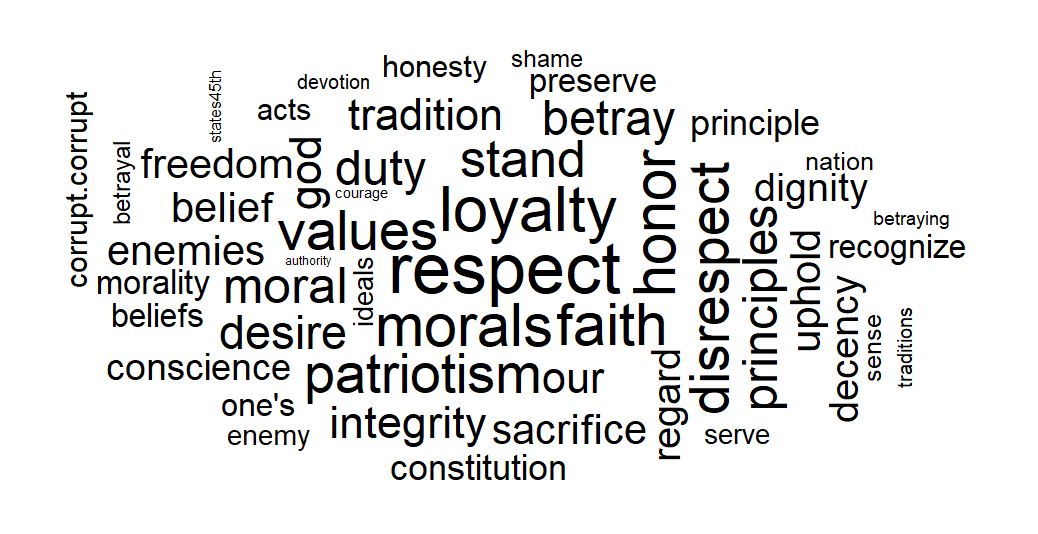 shame
honesty
preserve
devotion
states45th
corrupt.corrupt
acts
tradition
betray
principle
betrayal
freedom
god
duty
stand
honor
nation
dignity
disrespect
courage
belief
loyalty
betraying
values
enemies
principles
uphold
recognize
authority
respect
morality
moral
ideals
beliefs
desire
morals
faith
decency
sense
traditions
conscience
patriotism
our
regard
one's
integrity
sacrifice
serve
enemy
constitution